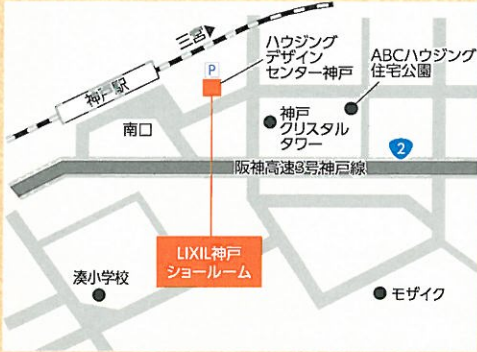 三宮
P
ハウジング
デザイン
センター神戸
ABCハウジング
住宅公園
神戸駅
南口
神戸
クリスタル
タワー
2
阪神高速3号神戸線
LIXIL神戸
ショールーム
湊小学校
モザイク